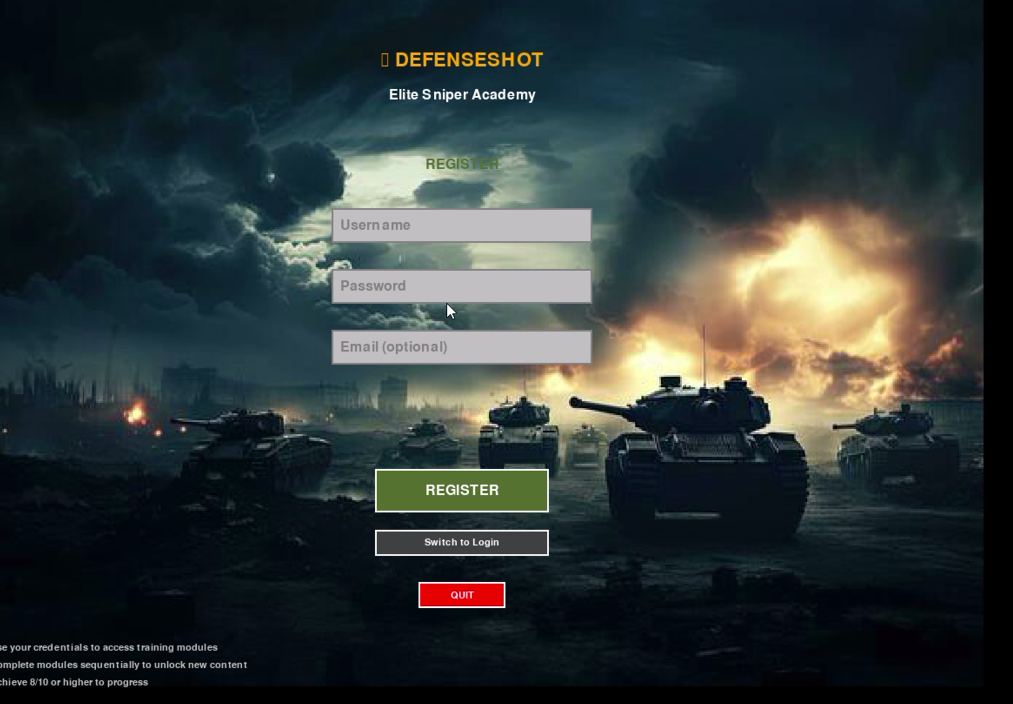 DEFENSESHOT
Elite Sniper Academy
REGISTER
Username
Password
Email (optional)
REGISTER
Switch to Login
QUIT
se your credentials to access training modules
omplete modules sequentially to unlock new content
chieve 8/10 or higher to progress